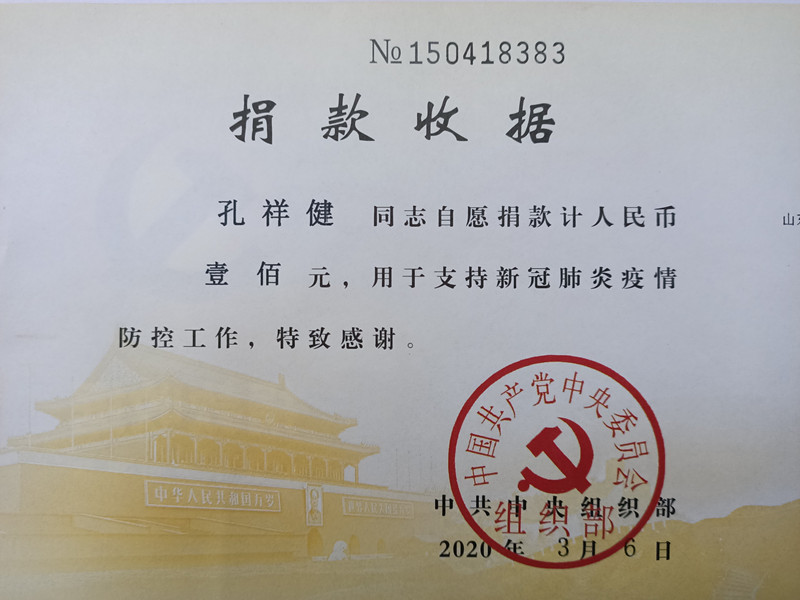 №150418383
捐款收据
孔祥健 同志自愿捐款计人民币
壹佰 元，用于支持新冠肺炎疫情
防控工作，特致感谢。
山东
中国共产党中央委员会
组织部
中共中央组织部
2020年3月6日
中华人民共和国万岁